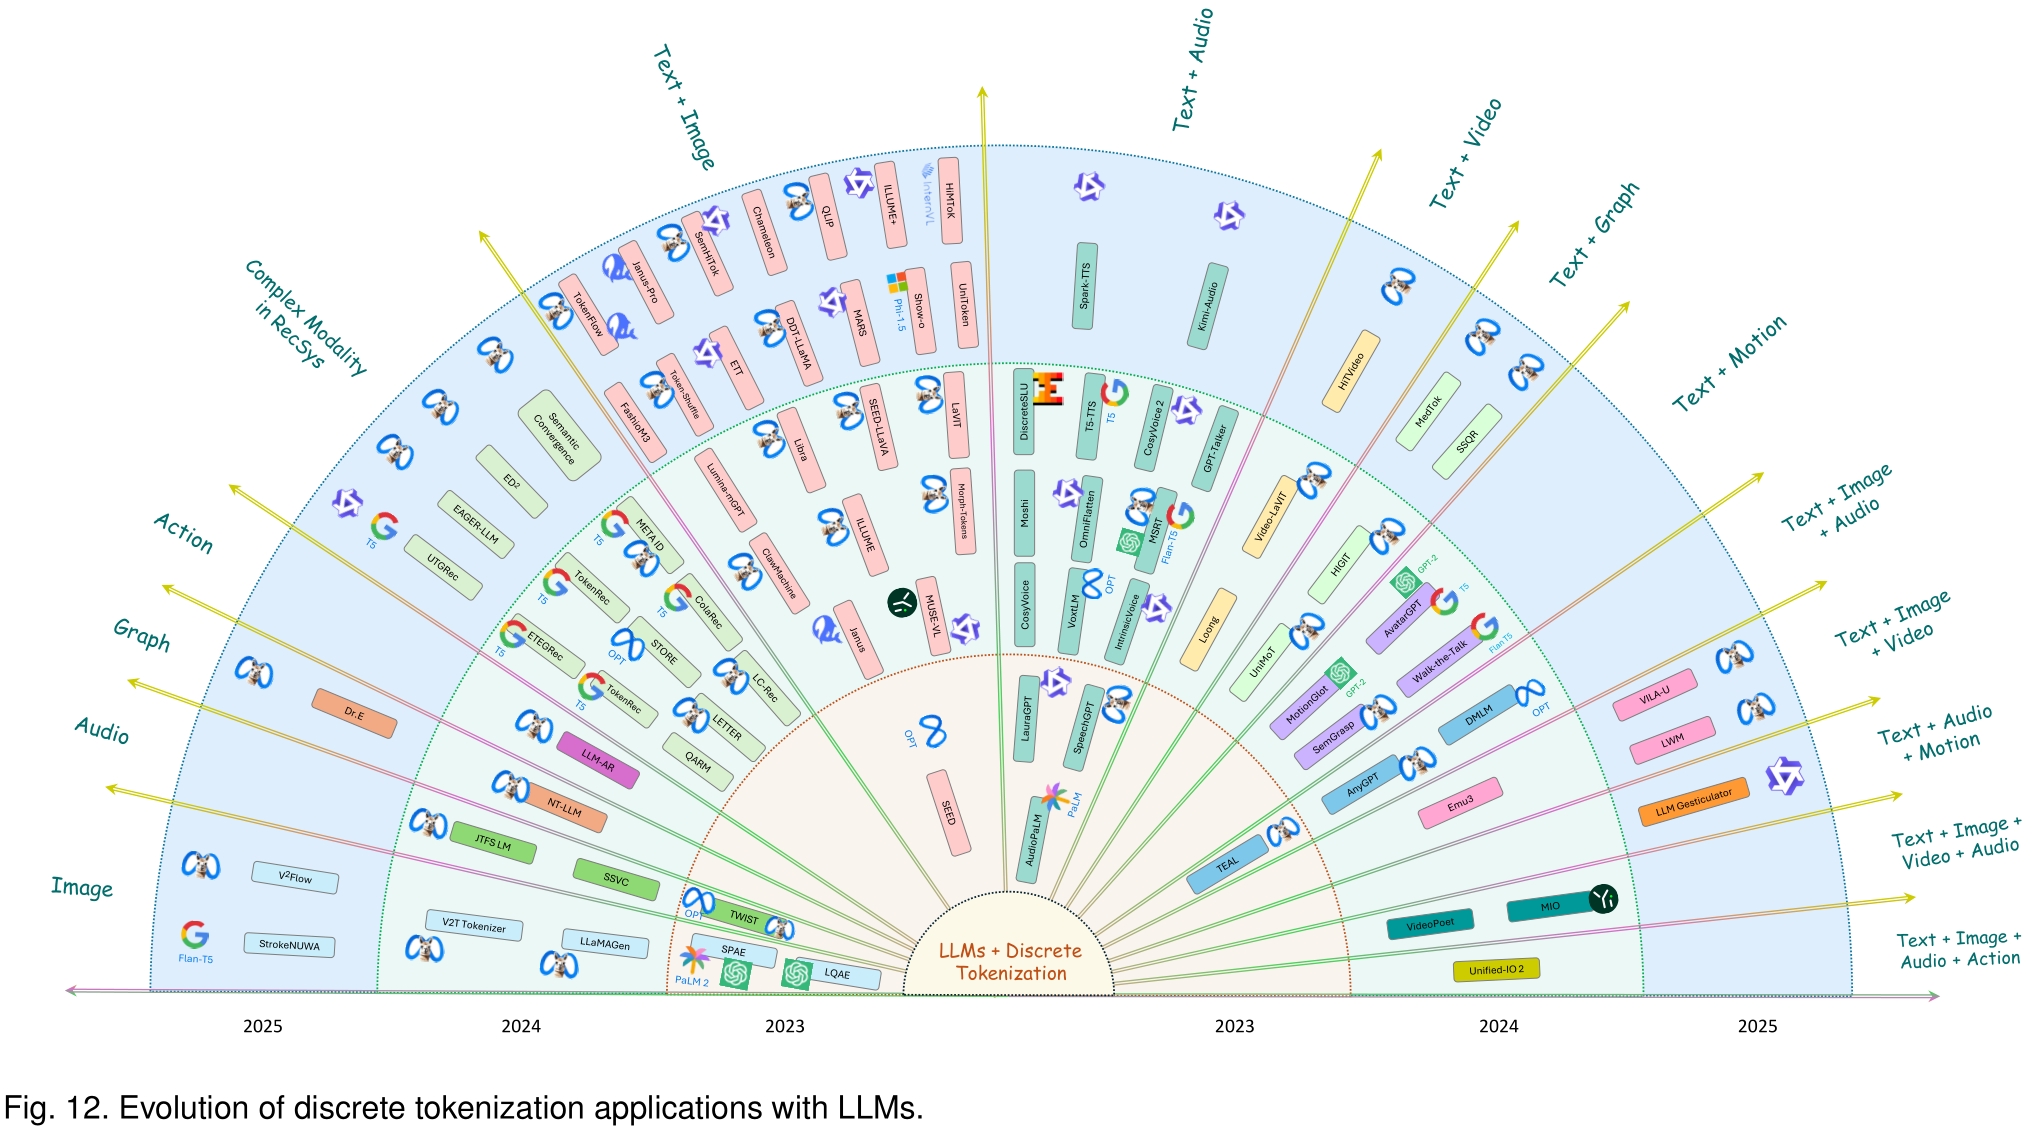 Text + Image
Text + Audio
Text + Video
Text + Graph
Text + Motion
Text + Image
+ Audio
Text + Image
+ Video
Text + Audio
+ Motion
Text + Image +
Video + Audio
Text + Image +
Audio + Action
Complex Modality
in RecSys
Action
Graph
Audio
Image
HiMTok
InternVL
ILLUME+
QLIP
Chameleon
SemHiTok
Janus-Pro
TokenFlow
UniToken
Show-o
Phi-1.5
MARS
DDT-LLaMA
ETT
Token-Shuffle
FashioM3
LaVIT
SEED-LLaVA
Libra
Lumina-mGPT
Morph-Tokens
ILLUME
ClawMachine
MUSE-VL
Janus
OPT
SEED
Spark-TTS
Kimi-Audio
DiscreteSLU
T5-TTS
T5
CosyVoice 2
GPT-Talker
Moshi
OmniFlatten
MSRT
Flan-T5
CosyVoice
VoxtLM
OPT
IntrinsicVoice
LauraGPT
SpeechGPT
AudioPaLM
PaLM
HiTVideo
Video-LaVIT
Loong
MedTok
SSQR
HIGIT
UniMoT
AvatarGPT
GPT-2
T5
Walk-the-Talk
Flan T5
MotionGlot
GPT-2
SemGrasp
DMLM
OPT
AnyGPT
TEAL
VILA-U
LWM
Emu3
LLM Gesticulator
VideoPoet
MIO
Unified-IO 2
Semantic
Convergence
ED²
EAGER-LLM
UTGRec
T5
META ID
T5
TokenRec
T5
ColaRec
T5
ETEGRec
T5
STORE
OPT
LC-Rec
TokenRec
T5
LETTER
QARM
LLM-AR
Dr.E
NT-LLM
JTFS LM
SSVC
TWIST
OPT
V²Flow
StrokeNUWA
Flan-T5
V2T Tokenizer
LLaMAGen
SPAE
PaLM 2
LQAE
LLMs + Discrete
Tokenization
2025
2024
2023
2023
2024
2025
Fig. 12. Evolution of discrete tokenization applications with LLMs.